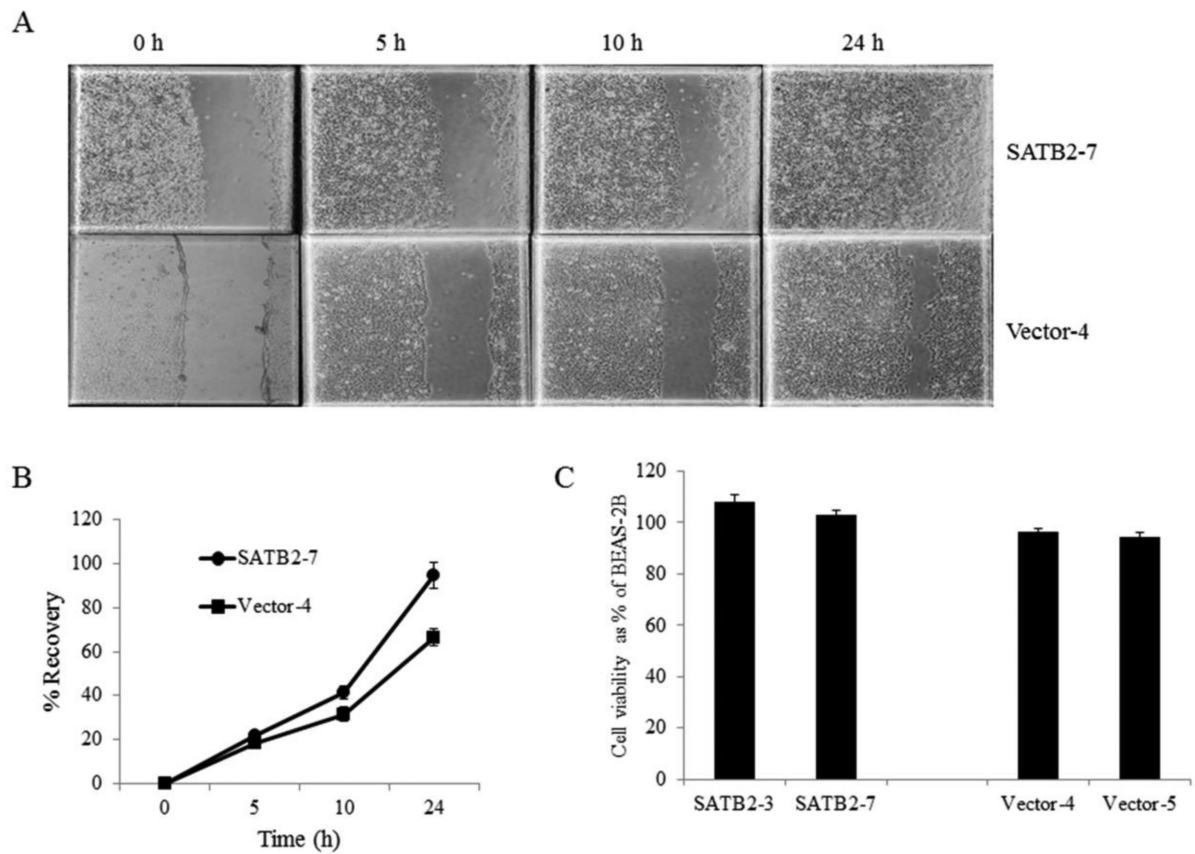 A
0 h 5 h 10 h 24 h
SATB2-7
Vector-4
B
120
100
80
60
40
20
0
% Recovery
SATB2-7
Vector-4
0 5 10 24
Time (h)
C
120
100
80
60
40
20
0
Cell viability as % of BEAS-2B
SATB2-3 SATB2-7 Vector-4 Vector-5